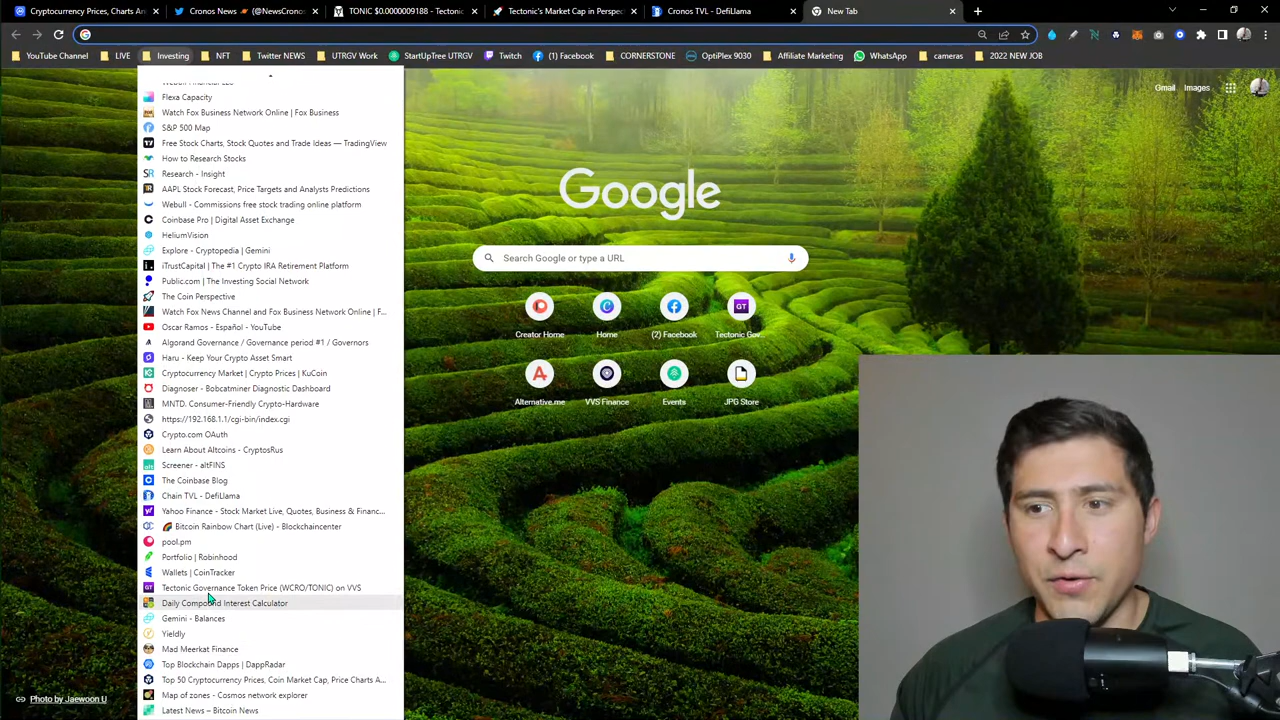 Cryptocurrency Prices, Charts An
Cronos News (@NewsCronos
TONIC $0.0000009188 - Tectonic
Tectonic's Market Cap in Perspec
Cronos TVL - DefiLlama
New Tab
YouTube Channel
LIVE
Investing
NFT
Twitter NEWS
UTRGV Work
StartUpTree UTRGV
Twitch
(1) Facebook
CORNERSTONE
OptiPlex 9030
Affiliate Marketing
WhatsApp
cameras
2022 NEW JOB
Gmail
Images
Flexa Capacity
Watch Fox Business Network Online | Fox Business
S&P 500 Map
Free Stock Charts, Stock Quotes and Trade Ideas — TradingView
How to Research Stocks
Research - Insight
AAPL Stock Forecast, Price Targets and Analysts Predictions
Webull - Commissions free stock trading online platform
Coinbase Pro | Digital Asset Exchange
HeliumVision
Explore - Cryptopedia | Gemini
iTrustCapital | The #1 Crypto IRA Retirement Platform
Public.com | The Investing Social Network
The Coin Perspective
Watch Fox News Channel and Fox Business Network Online | F...
Oscar Ramos - Español - YouTube
Algorand Governance / Governance period #1 / Governors
Haru - Keep Your Crypto Asset Smart
Cryptocurrency Market | Crypto Prices | KuCoin
Diagnoser - Bobcatminer Diagnostic Dashboard
MNTD. Consumer-Friendly Crypto-Hardware
https://192.168.1.1/cgi-bin/index.cgi
Crypto.com OAuth
Learn About Altcoins - CryptosRus
Screener - altFINS
The Coinbase Blog
Chain TVL - DefiLlama
Yahoo Finance - Stock Market Live, Quotes, Business & Financ...
Bitcoin Rainbow Chart (Live) - Blockchaincenter
pool.pm
Portfolio | Robinhood
Wallets | CoinTracker
Tectonic Governance Token Price (WCRO/TONIC) on VVS
Daily Compound Interest Calculator
Gemini - Balances
Yieldly
Mad Meerkat Finance
Top Blockchain Dapps | DappRadar
Top 50 Cryptocurrency Prices, Coin Market Cap, Price Charts A...
Map of zones - Cosmos network explorer
Latest News – Bitcoin News
Google
Search Google or type a URL
Creator Home
Home
(2) Facebook
GT
Tectonic Gov...
Alternative.me
VVS Finance
Events
JPG Store
Photo by Jaewoon U